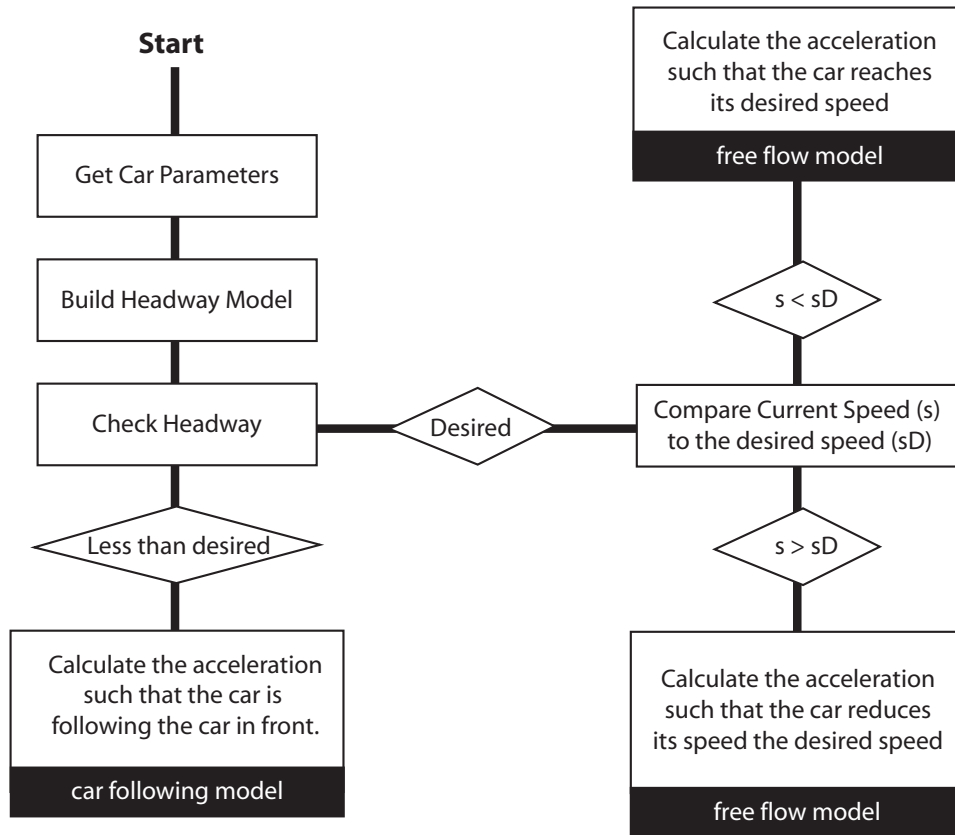 Start
Get Car Parameters
Build Headway Model
Check Headway
Less than desired
Calculate the acceleration
such that the car is
following the car in front.
car following model
Desired
Calculate the acceleration
such that the car reaches
its desired speed
free flow model
s < sD
Compare Current Speed (s)
to the desired speed (sD)
s > sD
Calculate the acceleration
such that the car reduces
its speed the desired speed
free flow model